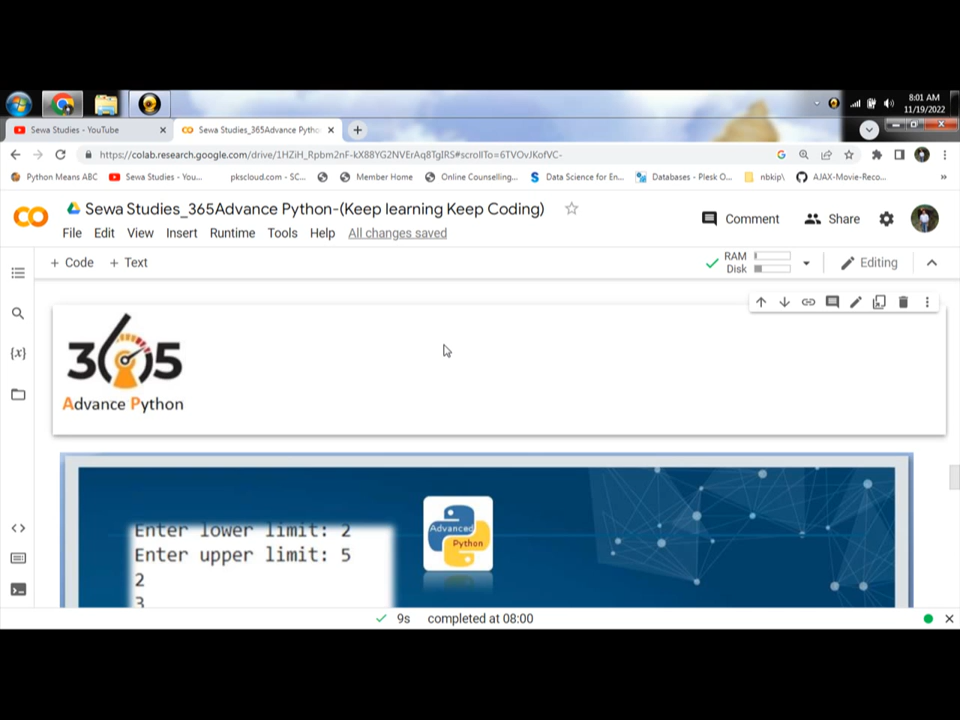 8:01 AM
11/19/2022
Sewa Studies - YouTube
Sewa Studies_365Advance Pytho
https://colab.research.google.com/drive/1HZiH_Rpbm2nF-kX88YG2NVErAq8TgIRS#scrollTo=6TVOvJKofVC-
Python Means ABC
Sewa Studies - You...
pkscloud.com - SC...
Member Home
Online Counselling...
Data Science for En...
Databases - Plesk O...
nbkip\
AJAX-Movie-Reco...
»
CO
Sewa Studies_365Advance Python-(Keep learning Keep Coding)
Comment
Share
File Edit View Insert Runtime Tools Help All changes saved
+ Code + Text
RAM
Disk
Editing
{x}
365
Advance Python
Enter lower limit: 2
Enter upper limit: 5
2
3
Advanced
Python
9s completed at 08:00